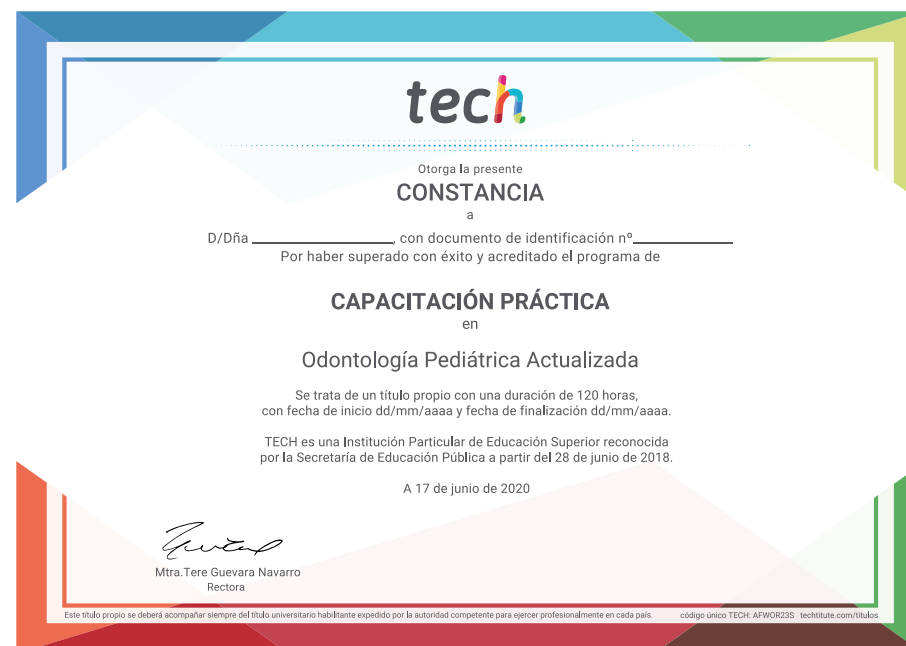 tech
Otorga la presente
CONSTANCIA
a
D/Dña ____________________, con documento de identificación nº______________
Por haber superado con éxito y acreditado el programa de
CAPACITACIÓN PRÁCTICA
en
Odontología Pediátrica Actualizada
Se trata de un título propio con una duración de 120 horas,
con fecha de inicio dd/mm/aaaa y fecha de finalización dd/mm/aaaa.
TECH es una Institución Particular de Educación Superior reconocida
por la Secretaría de Educación Pública a partir del 28 de junio de 2018.
A 17 de junio de 2020
Mtra.Tere Guevara Navarro
Rectora
Este título propio se deberá acompañar siempre del título universitario habilitante expedido por la autoridad competente para ejercer profesionalmente en cada país. código único TECH: AFWOR23S techtitute.com/titulos